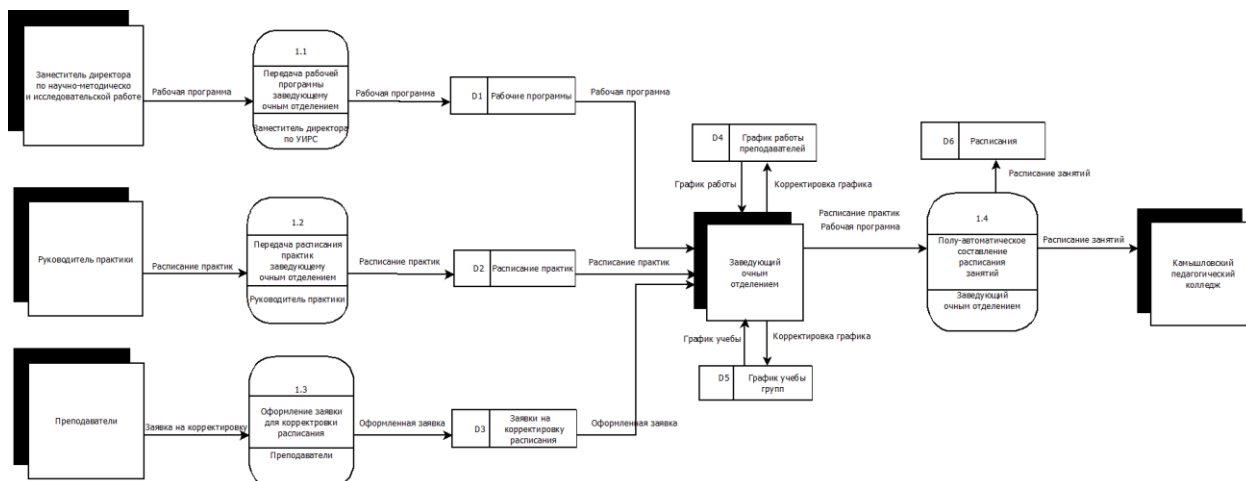 Заместитель директора
по научно-методическо
и исследовательской работе
Рабочая программа
1.1
Передача рабочей
программы
заведующему
очным отделением
Заместитель директора
по УИРС
Рабочая программа
D1
Рабочие программы
Рабочая программа
D4
График работы
преподавателей
D6
Расписания
График работы
Корректировка графика
Расписание занятий
Руководитель практики
Расписание практик
1.2
Передача расписания
практик
заведующему
очным отделением
Руководитель практики
Расписание практик
D2
Расписание практик
Расписание практик
Заведующий
очным
отделением
Расписание практик
Рабочая программа
1.4
Полу-автоматическое
составление
расписания
занятий
Заведующий
очным отделением
Расписание занятий
Камышловский
педагогический
колледж
График учебы
Корректировка графика
D5
График учебы
групп
Преподаватели
Заявка на корректировку
1.3
Оформление заявки
для корректровки
расписания
Преподаватели
Оформленная заявка
D3
Заявки на
корректировку
расписания
Оформленная заявка